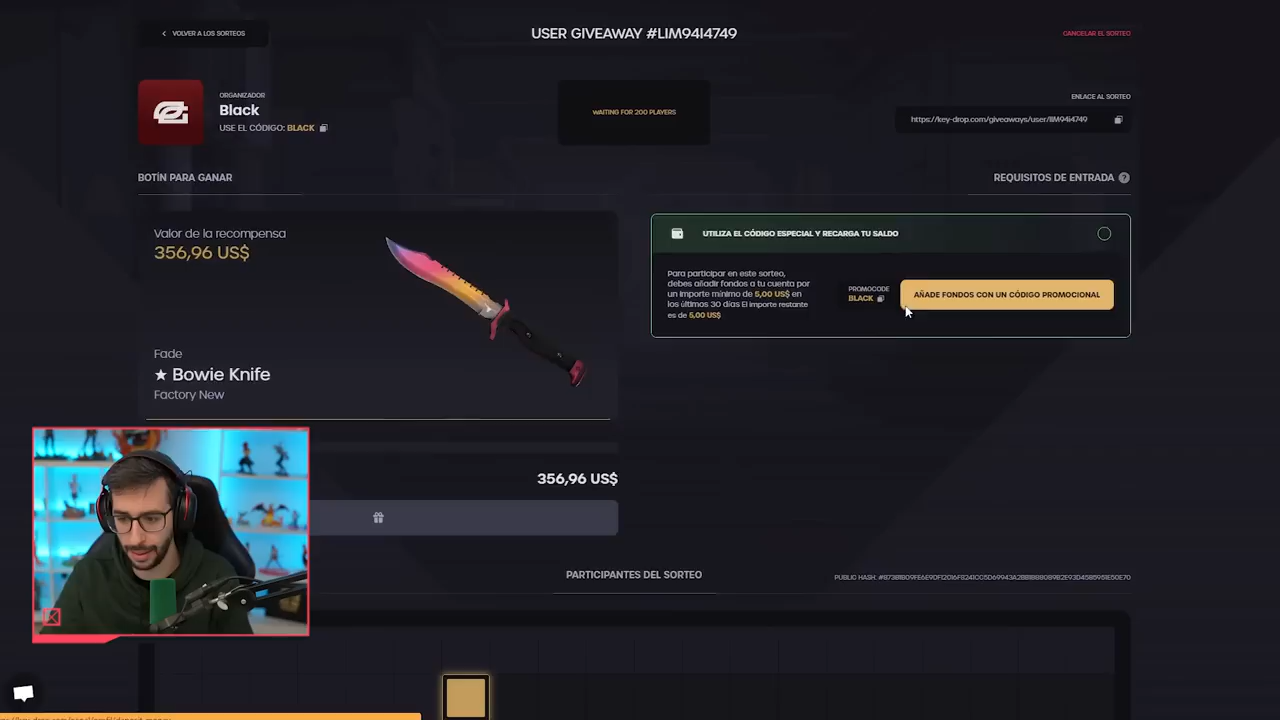 VOLVER A LOS SORTEOS
USER GIVEAWAY #LIM94I4749
CANCELAR EL SORTEO
ORGANIZADOR
Black
USE EL CÓDIGO: BLACK
WAITING FOR 200 PLAYERS
ENLACE AL SORTEO
https://key-drop.com/giveaways/user/lIM94i4749
BOTÍN PARA GANAR
REQUISITOS DE ENTRADA ?
Valor de la recompensa
356,96 US$
UTILIZA EL CÓDIGO ESPECIAL Y RECARGA TU SALDO
Para participar en este sorteo,
debes añadir fondos a tu cuenta por
un importe mínimo de 5,00 US$ en
los últimos 30 días El importe restante
es de 5,00 US$
PROMOCODE
BLACK
AÑADE FONDOS CON UN CÓDIGO PROMOCIONAL
Fade
★ Bowie Knife
Factory New
356,96 US$
PARTICIPANTES DEL SORTEO
PUBLIC HASH: